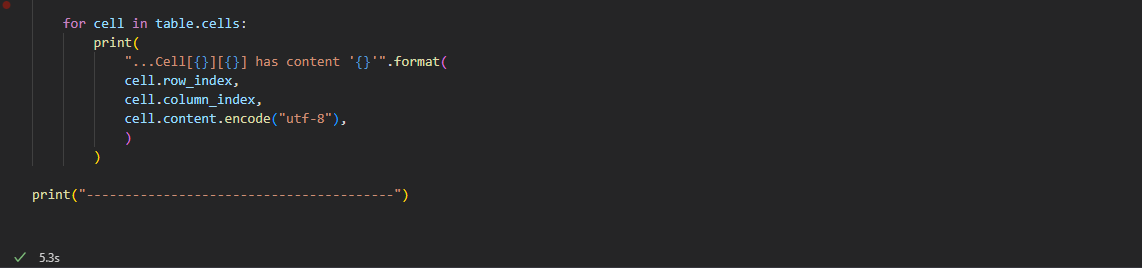 for cell in table.cells:
print(
"...Cell[{}][{}] has content '{}'".format(
cell.row_index,
cell.column_index,
cell.content.encode("utf-8"),
)
)
print("----------------------------------------")
5.3s